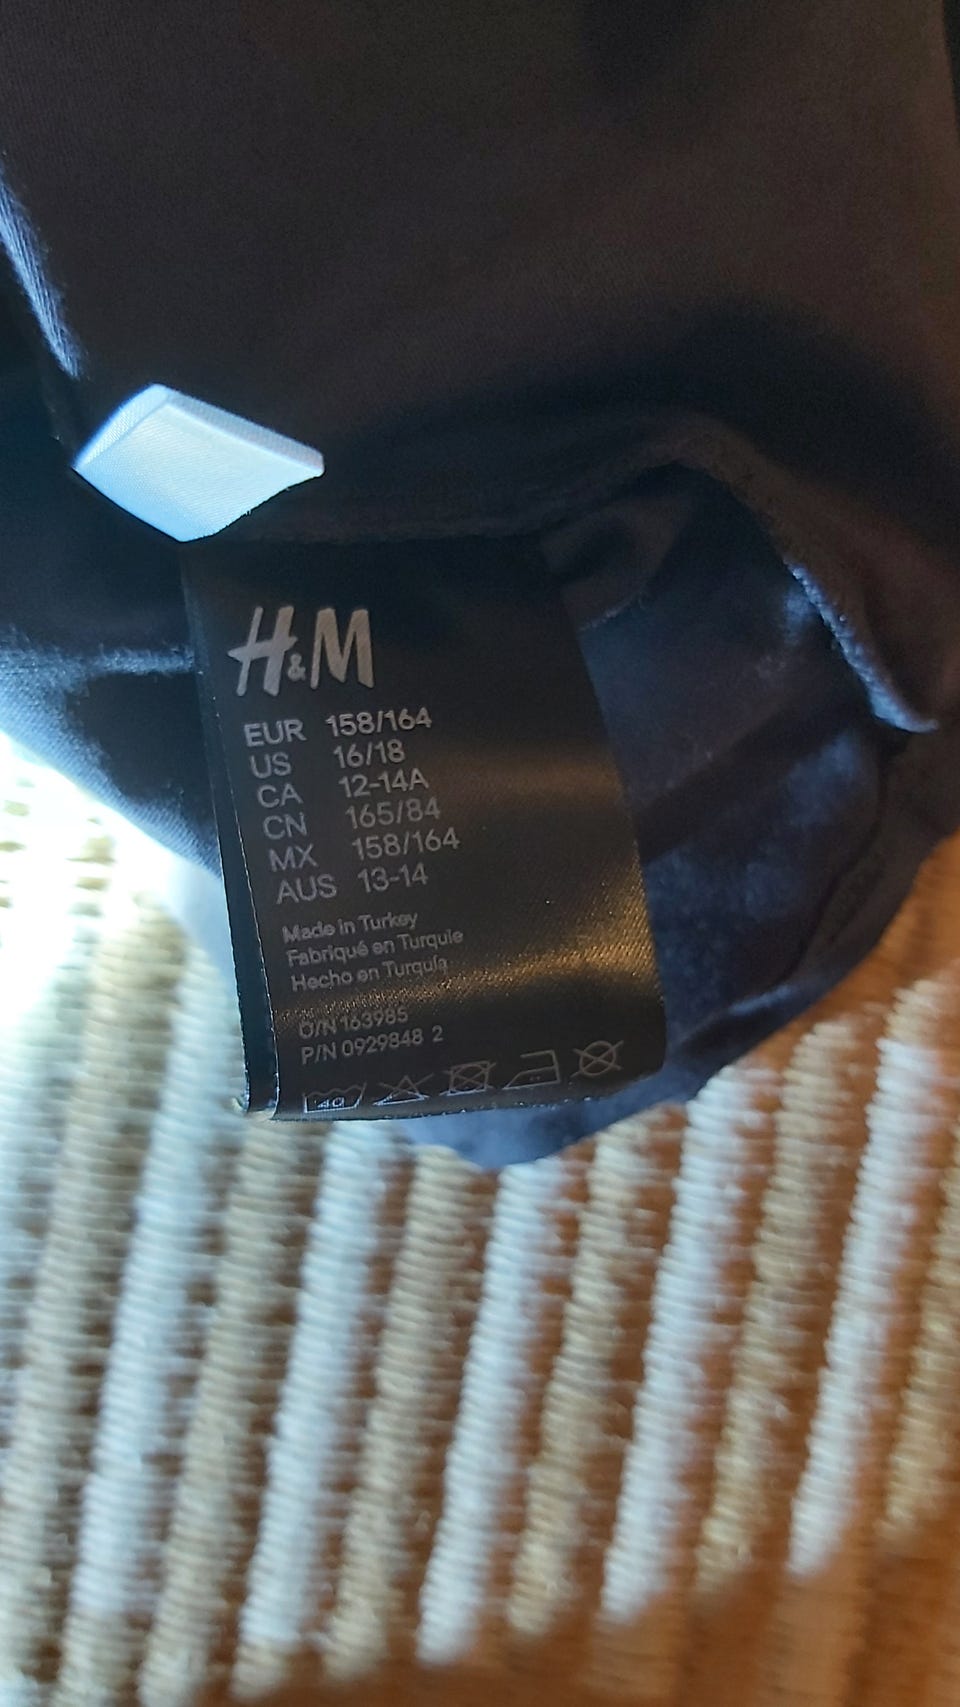 H&M
EUR 158/164
US 16/18
CA 12-14A
CN 165/84
MX 158/164
AUS 13-14
Made in Turkey
Fabriqué en Turquie
Hecho en Turquía
O/N 163985
P/N 0929848 2
40